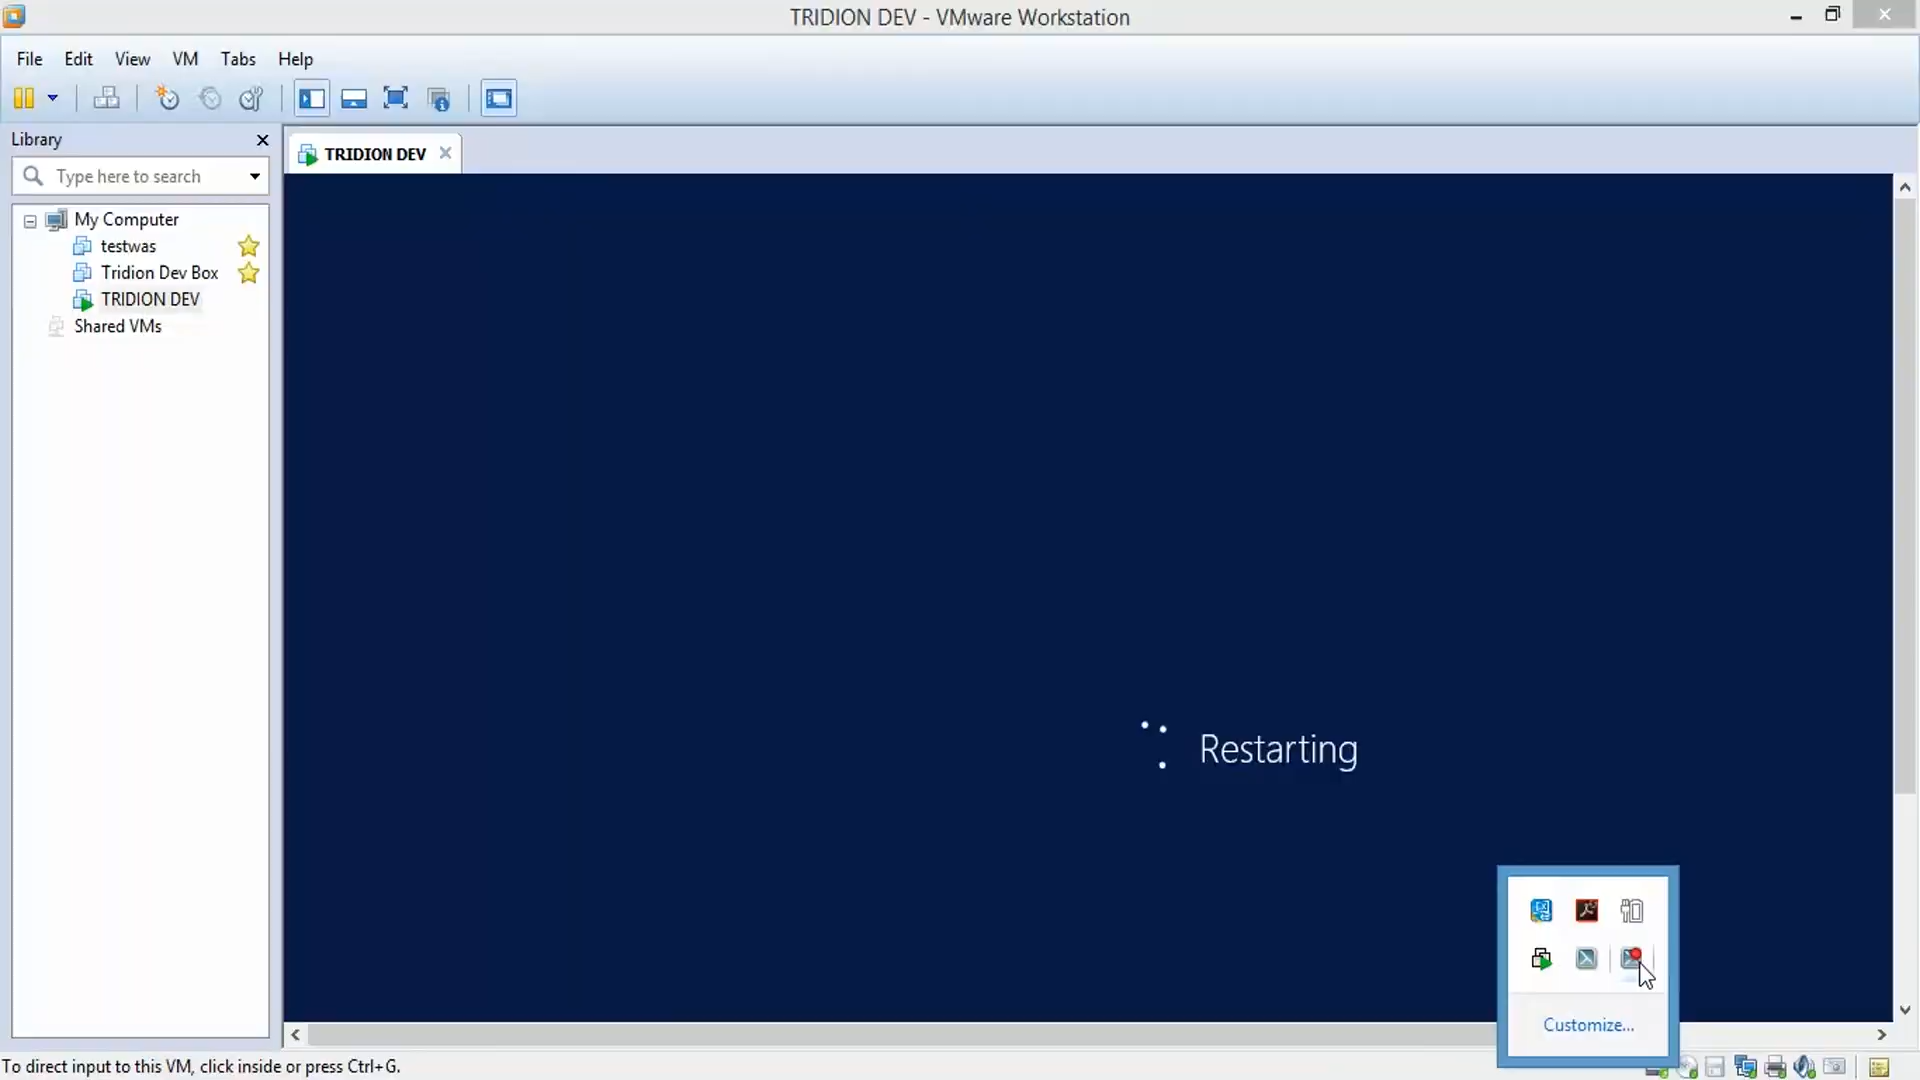 TRIDION DEV - VMware Workstation
File Edit View VM Tabs Help
Library
TRIDION DEV
Type here to search
My Computer
testwas
Tridion Dev Box
TRIDION DEV
Shared VMs
Restarting
Customize...
To direct input to this VM, click inside or press Ctrl+G.